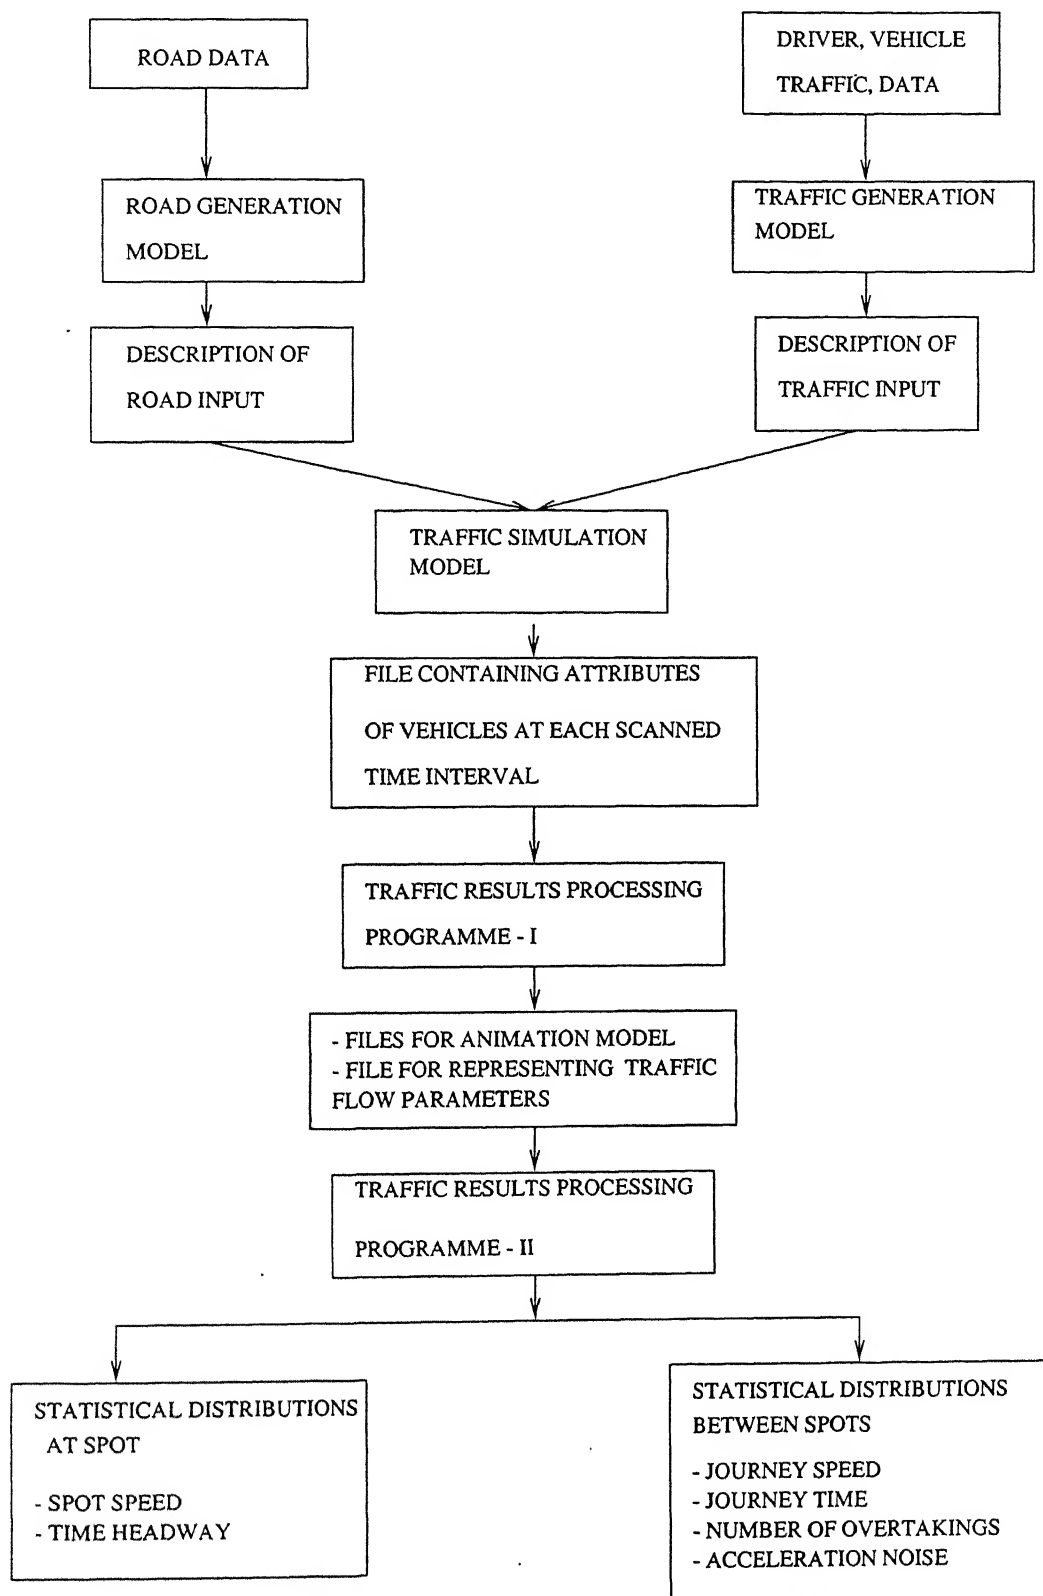 ROAD DATA
DRIVER, VEHICLE
TRAFFIC, DATA
ROAD GENERATION
MODEL
TRAFFIC GENERATION
MODEL
DESCRIPTION OF
ROAD INPUT
DESCRIPTION OF
TRAFFIC INPUT
TRAFFIC SIMULATION
MODEL
FILE CONTAINING ATTRIBUTES
OF VEHICLES AT EACH SCANNED
TIME INTERVAL
TRAFFIC RESULTS PROCESSING
PROGRAMME - I
- FILES FOR ANIMATION MODEL
- FILE FOR REPRESENTING TRAFFIC
FLOW PARAMETERS
TRAFFIC RESULTS PROCESSING
PROGRAMME - II
STATISTICAL DISTRIBUTIONS
AT SPOT
- SPOT SPEED
- TIME HEADWAY
STATISTICAL DISTRIBUTIONS
BETWEEN SPOTS
- JOURNEY SPEED
- JOURNEY TIME
- NUMBER OF OVERTAKINGS
- ACCELERATION NOISE